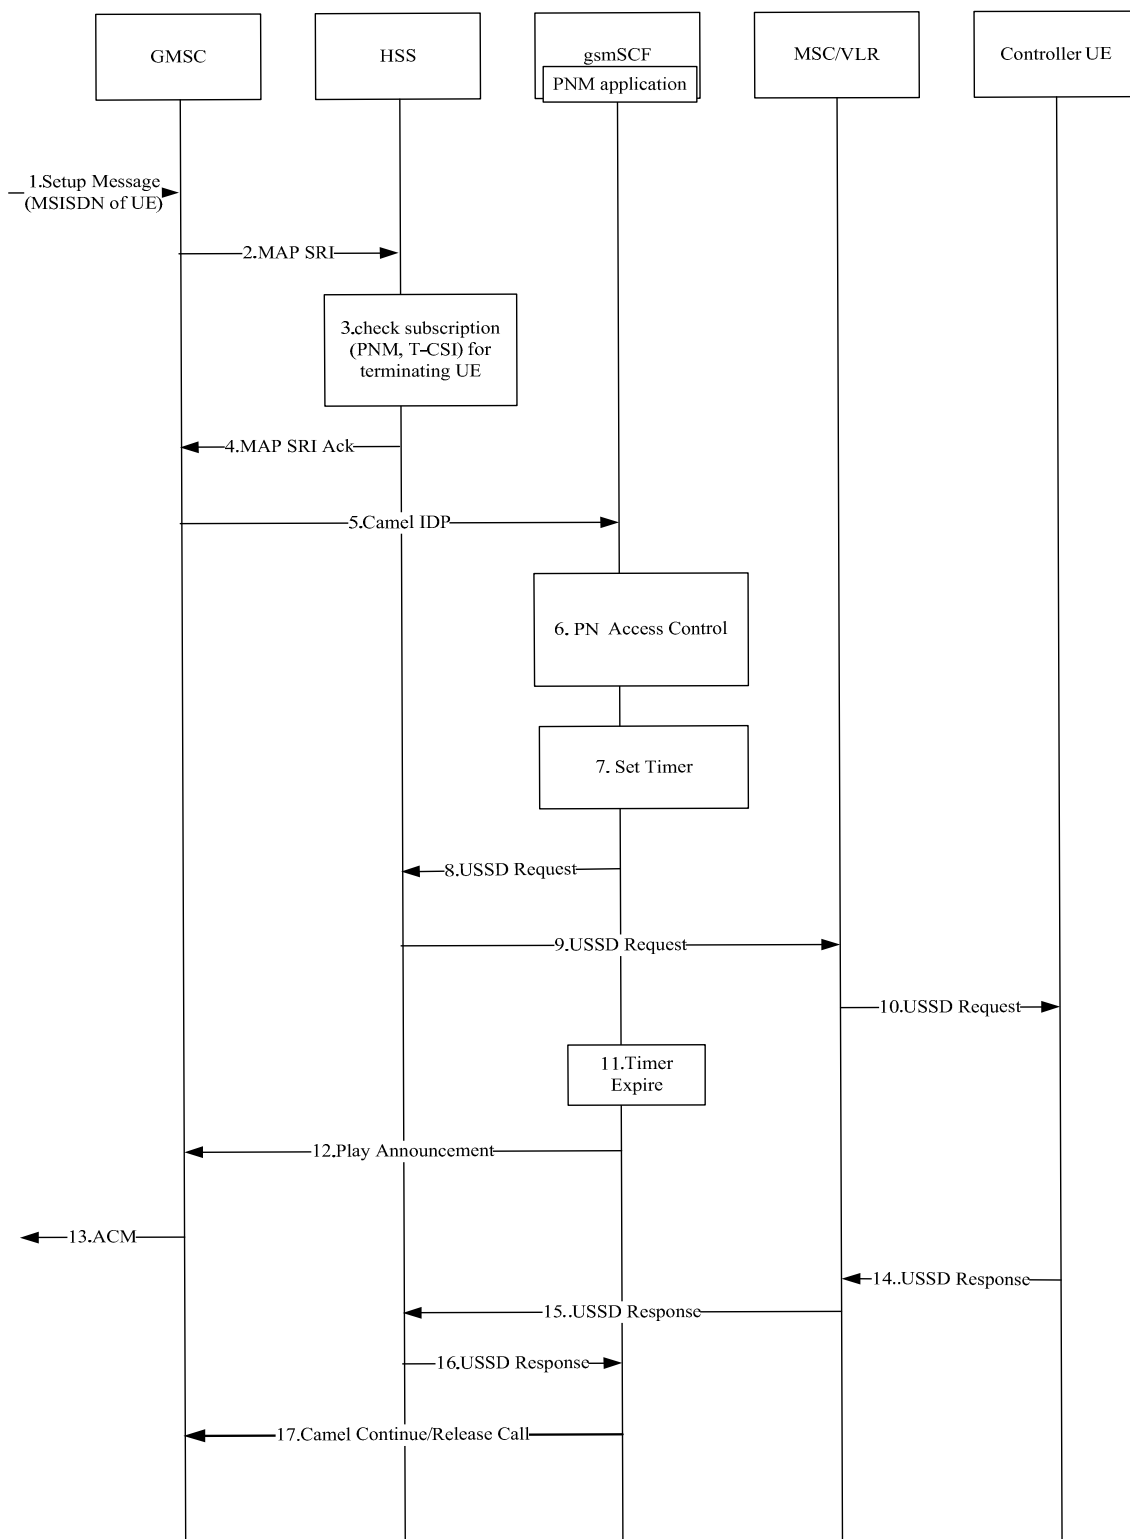 GMSC
HSS
gsmSCF
PNM application
MSC/VLR
Controller UE
1.Setup Message
(MSISDN of UE)
2.MAP SRI
3.check subscription
(PNM, T-CSI) for
terminating UE
4.MAP SRI Ack
5.Camel IDP
6. PN Access Control
7. Set Timer
8.USSD Request
9.USSD Request
10.USSD Request
11.Timer
Expire
12.Play Announcement
13.ACM
14..USSD Response
15..USSD Response
16.USSD Response
17.Camel Continue/Release Call